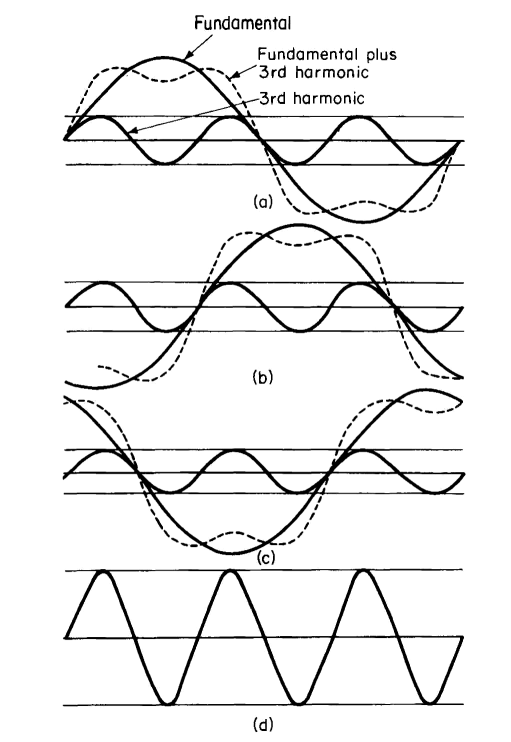 Fundamental
Fundamental plus
3rd harmonic
3rd harmonic
(a)
(b)
(c)
(d)